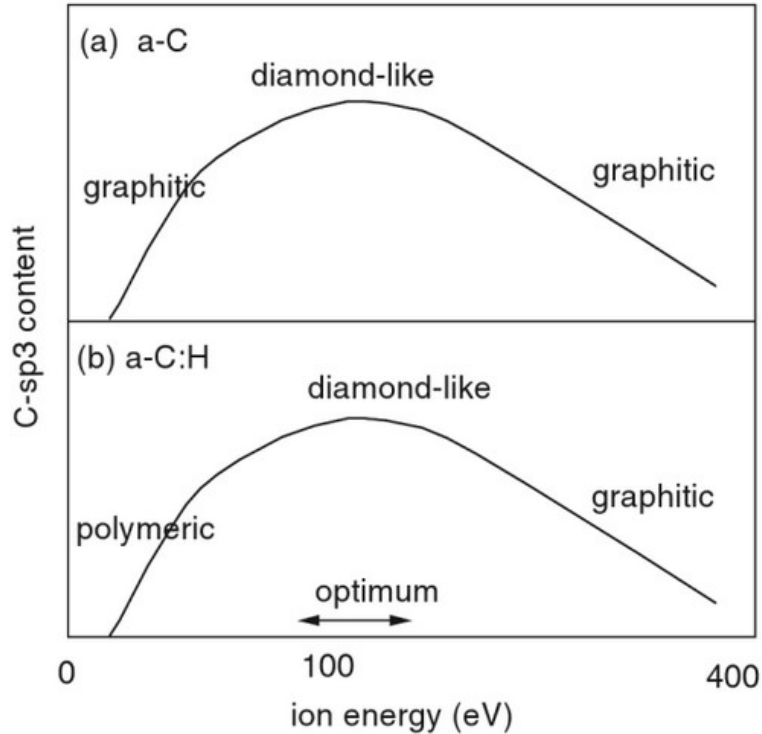 (a) a-C
diamond-like
graphitic
graphitic
C-sp3 content
(b) a-C:H
diamond-like
graphitic
polymeric
optimum
0
100
400
ion energy (eV)